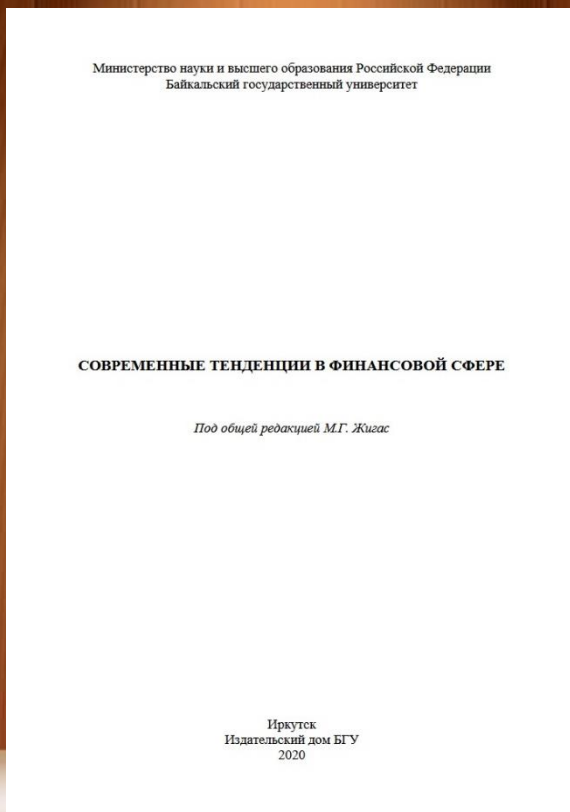 Министерство науки и высшего образования Российской Федерации
Байкальский государственный университет
СОВРЕМЕННЫЕ ТЕНДЕНЦИИ В ФИНАНСОВОЙ СФЕРЕ
Под общей редакцией М.Г. Жигас
Иркутск
Издательский дом БГУ
2020